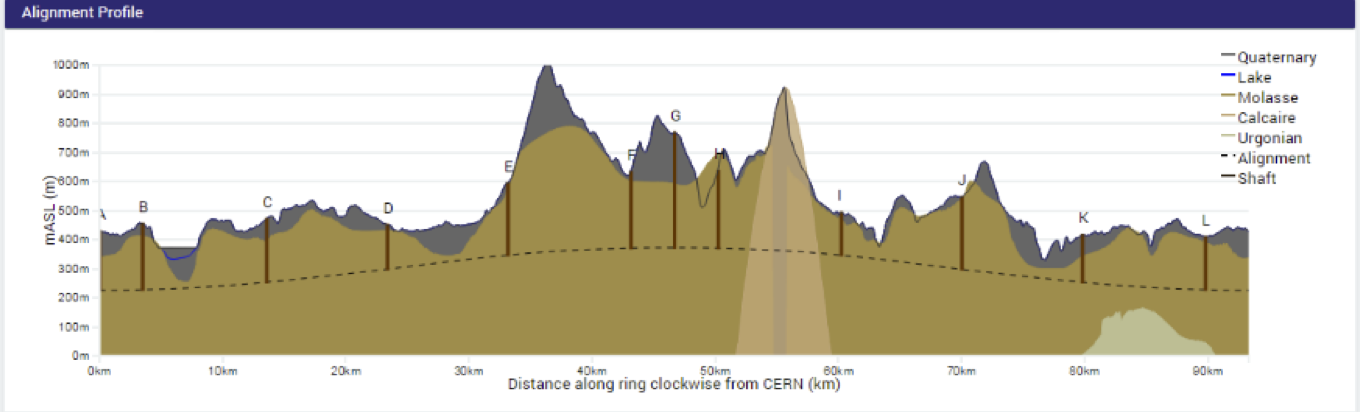 Alignment Profile
1000m
900m
800m
700m
600m
500m
400m
300m
200m
100m
0m
mASL (m)
A
B
C
D
E
F
G
H
I
J
K
L
Quaternary
Lake
Molasse
Calcaire
Urgonian
Alignment
Shaft
0km
10km
20km
30km
40km
50km
60km
70km
80km
90km
Distance along ring clockwise from CERN (km)